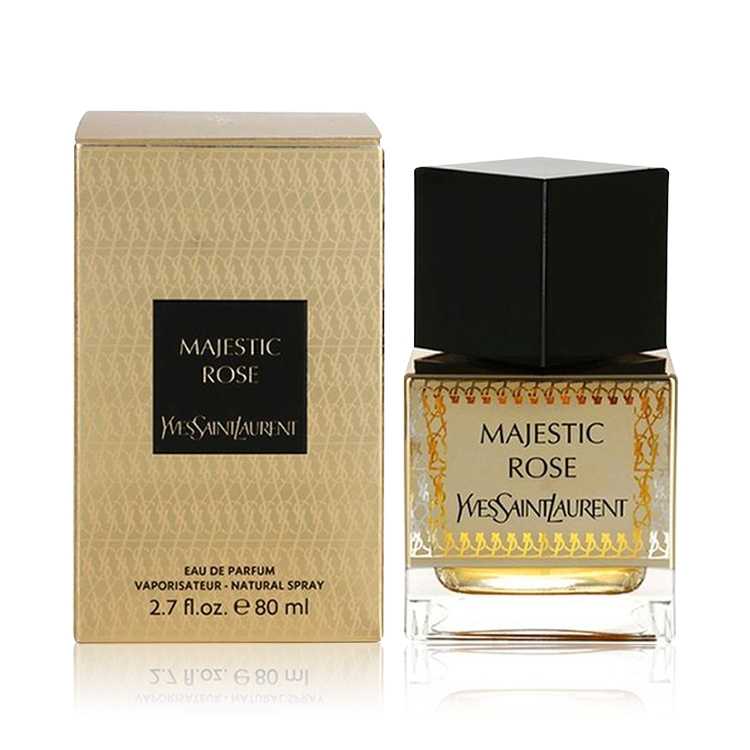 MAJESTIC
ROSE
YVESSAINTLAURENT
EAU DE PARFUM
VAPORISATEUR - NATURAL SPRAY
2.7 fl.oz. e 80 ml
MAJESTIC
ROSE
YVESSAINTLAURENT